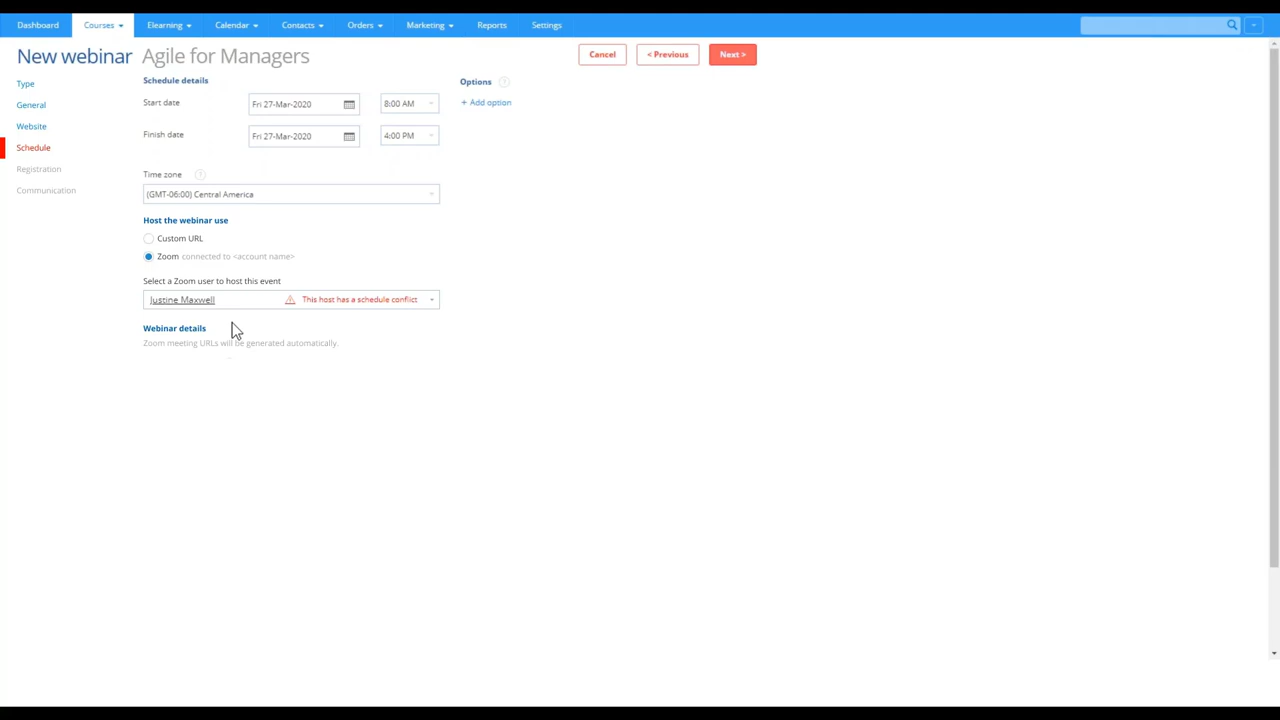 Dashboard Courses Elearning Calendar Contacts Orders Marketing Reports Settings
New webinar Agile for Managers
Cancel < Previous Next >
Type
General
Website
Schedule
Registration
Communication
Schedule details
Start date Fri 27-Mar-2020 8:00 AM
Finish date Fri 27-Mar-2020 4:00 PM
Time zone ?
(GMT-06:00) Central America
Host the webinar use
Custom URL
Zoom connected to <account name>
Select a Zoom user to host this event
Justine Maxwell This host has a schedule conflict
Webinar details
Zoom meeting URLs will be generated automatically.
Options ?
+ Add option